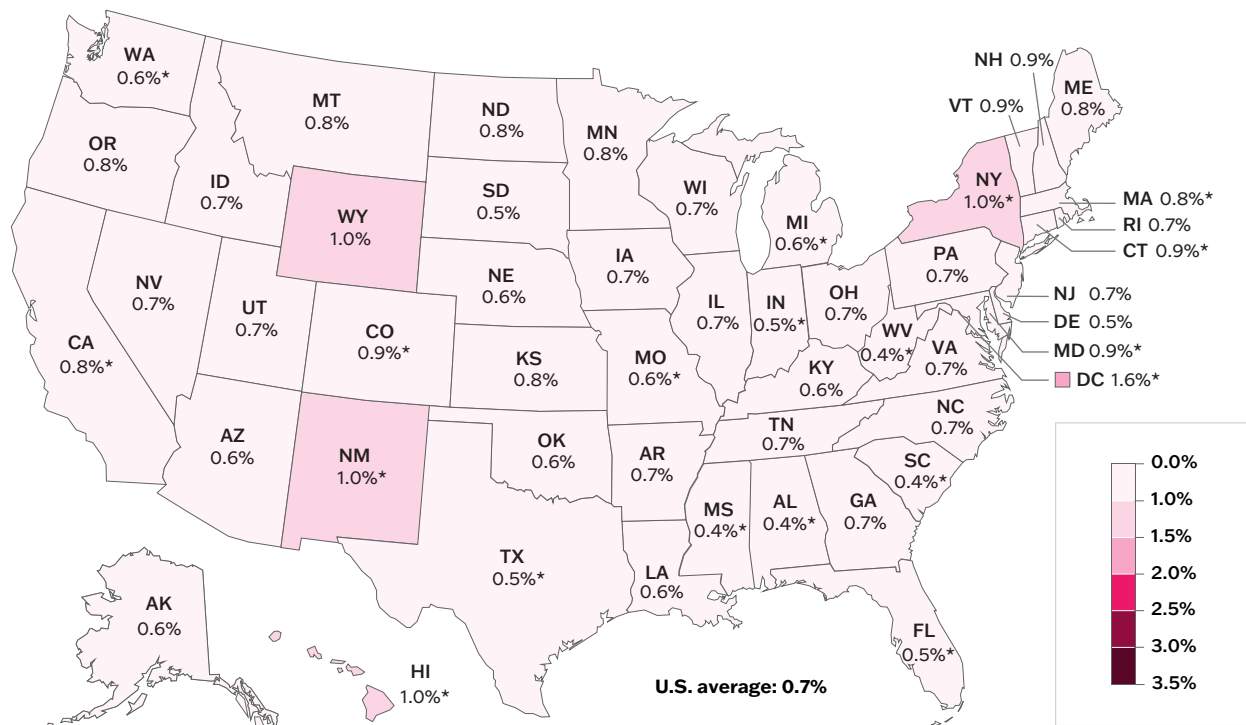 WA
0.6%*
MT
0.8%
ND
0.8%
MN
0.8%
NH 0.9%
VT 0.9%
ME
0.8%
OR
0.8%
ID
0.7%
WY
1.0%
SD
0.5%
WI
0.7%
MI
0.6%*
NY
1.0%*
MA 0.8%*
RI 0.7%
CT 0.9%*
NV
0.7%
UT
0.7%
NE
0.6%
IA
0.7%
PA
0.7%
NJ 0.7%
DE 0.5%
MD 0.9%*
DC 1.6%*
CA
0.8%*
CO
0.9%*
KS
0.8%
MO
0.6%*
IL
0.7%
IN
0.5%*
OH
0.7%
WV
0.4%*
VA
0.7%
KY
0.6%
AZ
0.6%
NM
1.0%*
OK
0.6%
AR
0.7%
TN
0.7%
NC
0.7%
SC
0.4%*
MS
0.4%*
AL
0.4%*
GA
0.7%
TX
0.5%*
LA
0.6%
FL
0.5%*
AK
0.6%
HI
1.0%*
U.S. average: 0.7%
0.0%
1.0%
1.5%
2.0%
2.5%
3.0%
3.5%